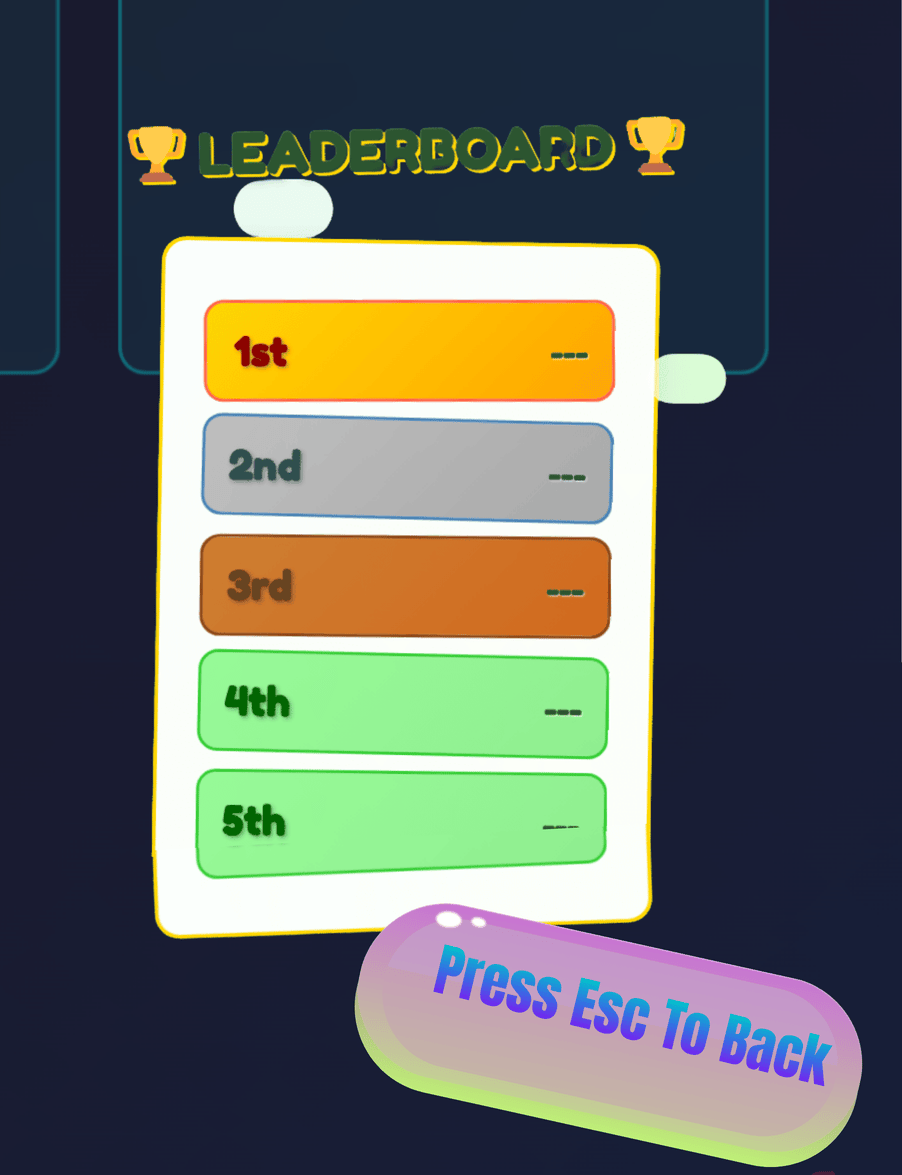 🏆 LEADERBOARD 🏆
1st ---
2nd ---
3rd ---
4th ---
5th ---
Press Esc To Back